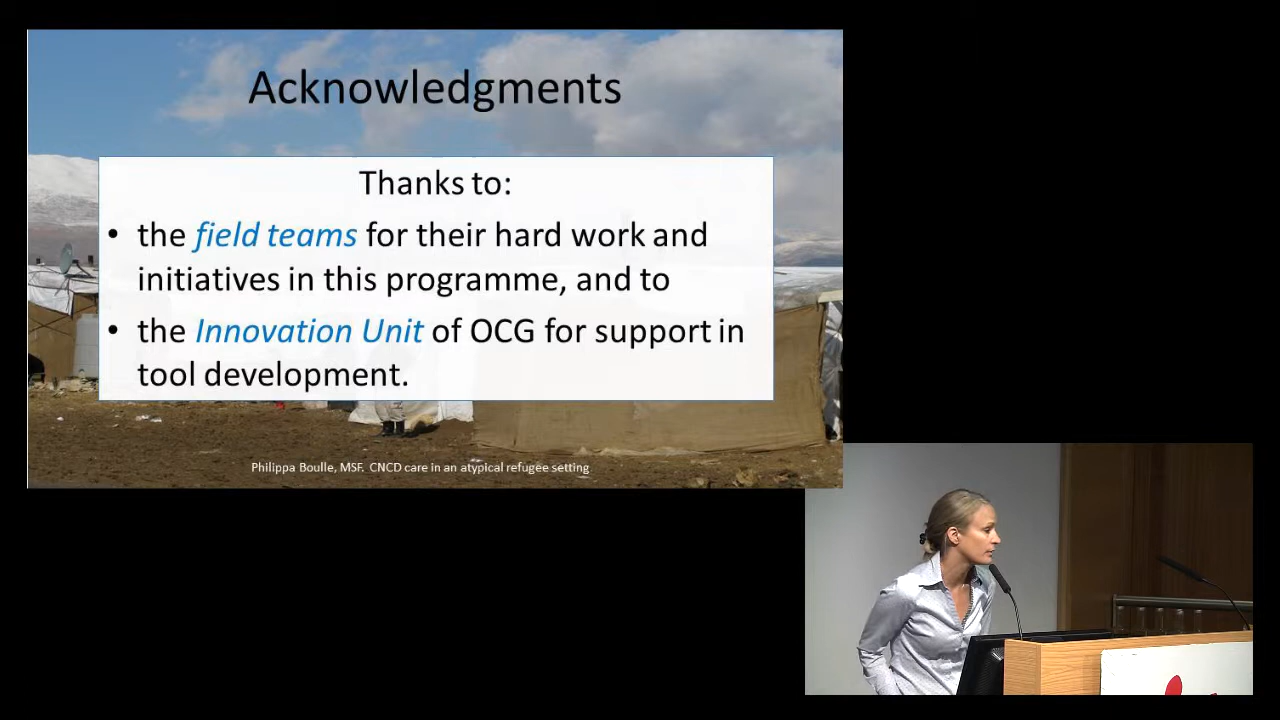 Acknowledgments
Thanks to:
• the field teams for their hard work and
initiatives in this programme, and to
• the Innovation Unit of OCG for support in
tool development.
Philippa Boulle, MSF. CNCD care in an atypical refugee setting